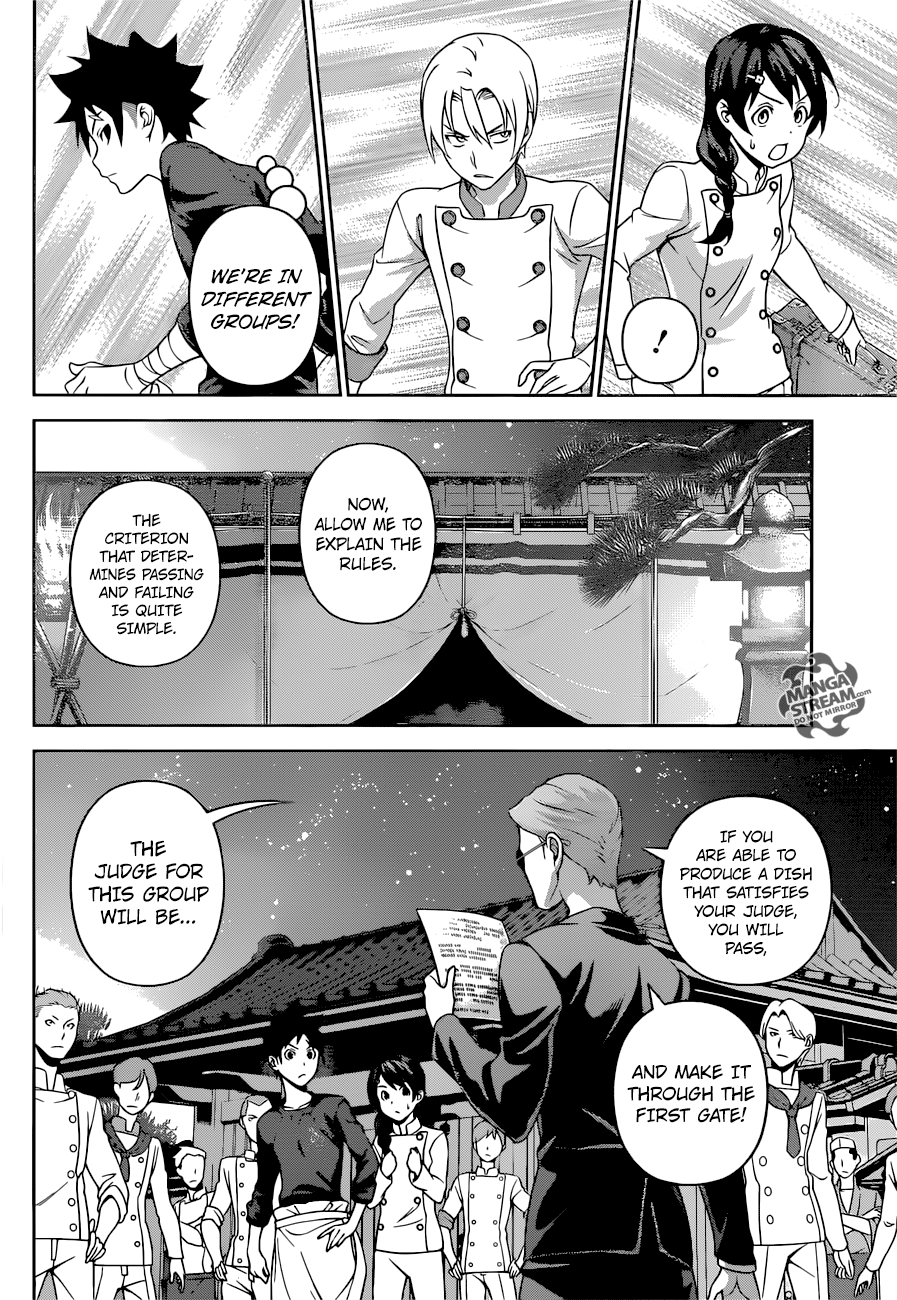 !
WE'RE IN
DIFFERENT
GROUPS!
NOW,
ALLOW ME TO
EXPLAIN THE
RULES.
THE
CRITERION
THAT DETER-
MINES PASSING
AND FAILING
IS QUITE
SIMPLE.
MANGA
STREAM.com
DO NOT MIRROR
IF YOU
ARE ABLE TO
PRODUCE A DISH
THAT SATISFIES
YOUR JUDGE,
YOU WILL
PASS,
AND MAKE IT
THROUGH THE
FIRST GATE!
THE
JUDGE FOR
THIS GROUP
WILL BE...